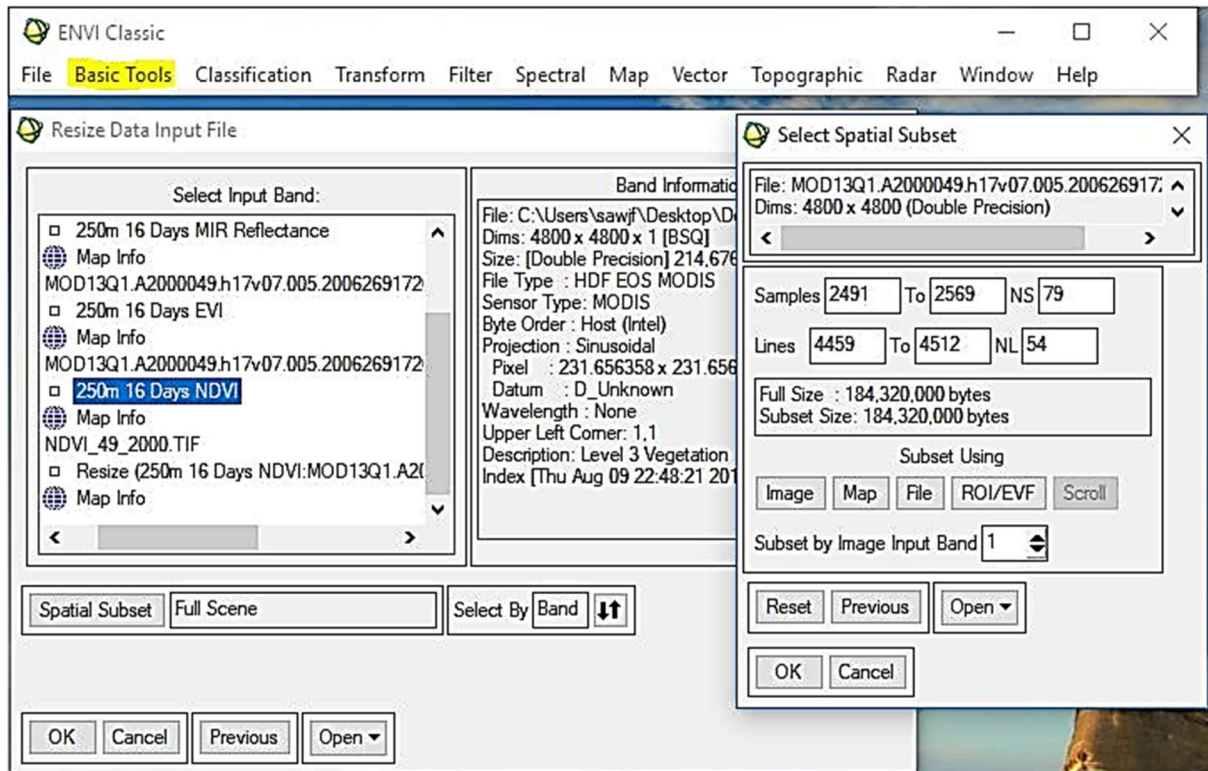 ENVI Classic
File Basic Tools Classification Transform Filter Spectral Map Vector Topographic Radar Window Help
Resize Data Input File
Select Input Band:
250m 16 Days MIR Reflectance
Map Info
MOD13Q1.A2000049.h17v07.005.2006269172
250m 16 Days EVI
Map Info
MOD13Q1.A2000049.h17v07.005.2006269172
250m 16 Days NDVI
Map Info
NDVI_49_2000.TIF
Resize (250m 16 Days NDVI:MOD13Q1.A20
Map Info
Band Informatio
File: C:\Users\sawjf\Desktop\D
Dims: 4800 x 4800 x 1 [BSQ]
Size: [Double Precision] 214,676
File Type : HDF EOS MODIS
Sensor Type: MODIS
Byte Order : Host (Intel)
Projection : Sinusoidal
Pixel : 231.656358 x 231.656
Datum : D_Unknown
Wavelength : None
Upper Left Corner: 1,1
Description: Level 3 Vegetation
Index [Thu Aug 09 22:48:21 201
Spatial Subset Full Scene
Select By Band
OK Cancel Previous Open
Select Spatial Subset
File: MOD13Q1.A2000049.h17v07.005.200626917
Dims: 4800 x 4800 (Double Precision)
Samples 2491 To 2569 NS 79
Lines 4459 To 4512 NL 54
Full Size : 184,320,000 bytes
Subset Size: 184,320,000 bytes
Subset Using
Image Map File ROI/EVF Scroll
Subset by Image Input Band 1
Reset Previous Open
OK Cancel